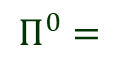 Π⁰ =